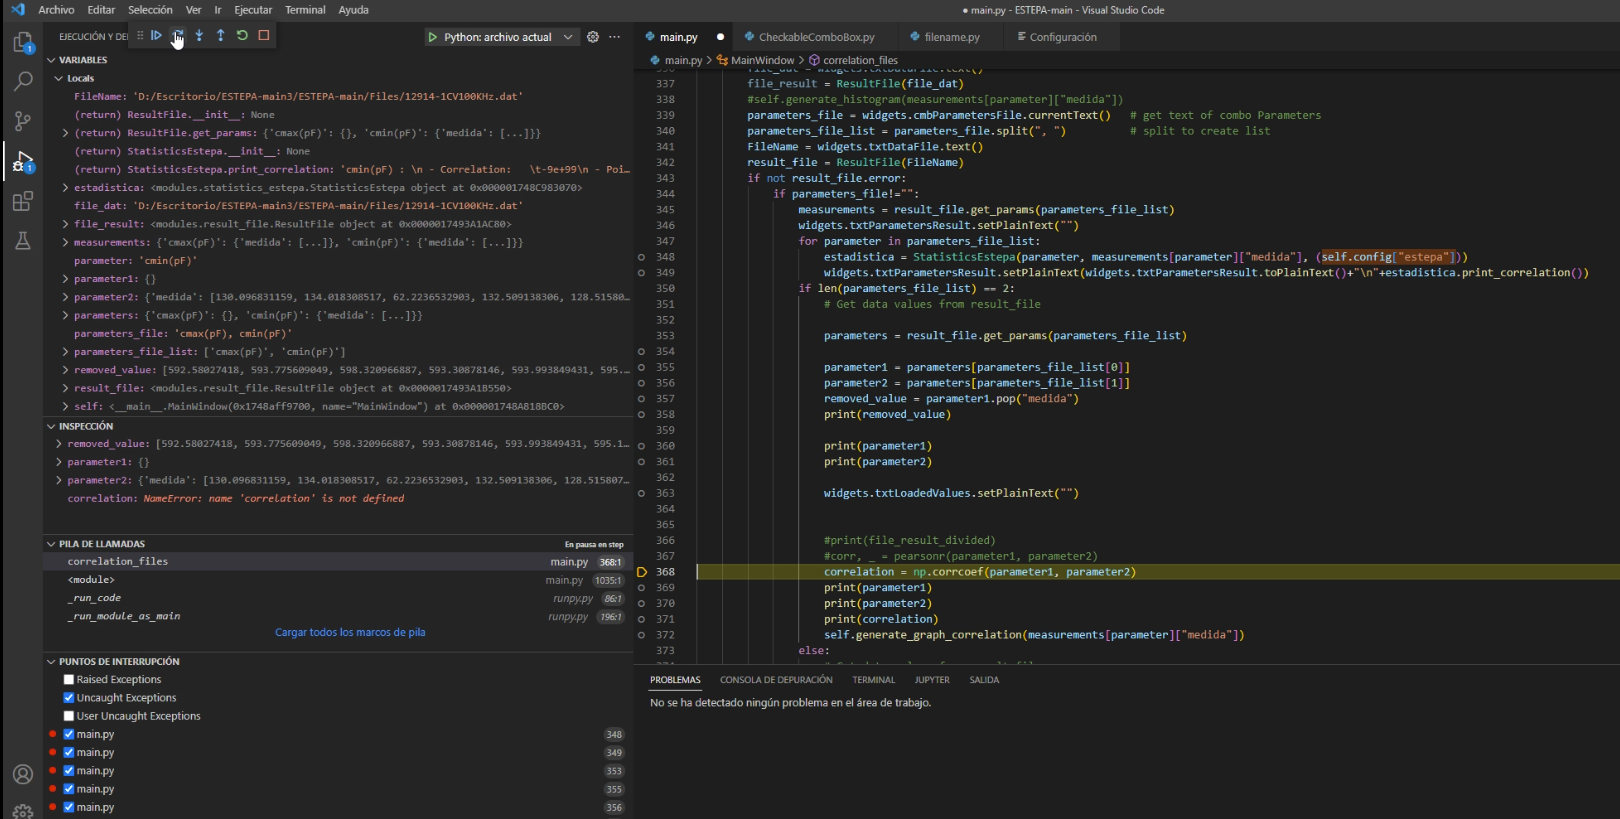 Archivo Editar Selección Ver Ir Ejecutar Terminal Ayuda
● main.py - ESTEPA-main - Visual Studio Code
EJECUCIÓN Y DE
Python: archivo actual
VARIABLES
Locals
FileName: 'D:/Escritorio/ESTEPA-main3/ESTEPA-main/Files/12914-1CV100KHz.dat'
(return) ResultFile.__init__: None
(return) ResultFile.get_params: {'cmax(pF)': {}, 'cmin(pF)': {'medida': [...]}}
(return) StatisticsEstepa.__init__: None
(return) StatisticsEstepa.print_correlation: 'cmin(pF) : \n - Correlation: \t-9e+99\n - Poi…
estadistica: <modules.statistics_estepa.StatisticsEstepa object at 0x000001748C983070>
file_dat: 'D:/Escritorio/ESTEPA-main3/ESTEPA-main/Files/12914-1CV100KHz.dat'
file_result: <modules.result_file.ResultFile object at 0x0000017493A1AC80>
measurements: {'cmax(pF)': {'medida': [...]}, 'cmin(pF)': {'medida': [...]}}
parameter: 'cmin(pF)'
parameter1: {}
parameter2: {'medida': [130.096831159, 134.018308517, 62.2236532903, 132.509138306, 128.51580…
parameters: {'cmax(pF)': {}, 'cmin(pF)': {'medida': [...]}}
parameters_file: 'cmax(pF), cmin(pF)'
parameters_file_list: ['cmax(pF)', 'cmin(pF)']
removed_value: [592.58027418, 593.775609049, 598.320966887, 593.30878146, 593.993849431, 595.…
result_file: <modules.result_file.ResultFile object at 0x0000017493A1B550>
self: <__main__.MainWindow(0x1748aff9700, name="MainWindow") at 0x000001748A818BC0>
INSPECCIÓN
removed_value: [592.58027418, 593.775609049, 598.320966887, 593.30878146, 593.993849431, 595.1…
parameter1: {}
parameter2: {'medida': [130.096831159, 134.018308517, 62.2236532903, 132.509138306, 128.515807…
correlation: NameError: name 'correlation' is not defined
PILA DE LLAMADAS En pausa en step
correlation_files main.py 368:1
<module> main.py 1035:1
_run_code runpy.py 86:1
_run_module_as_main runpy.py 196:1
Cargar todos los marcos de pila
PUNTOS DE INTERRUPCIÓN
Raised Exceptions
Uncaught Exceptions
User Uncaught Exceptions
main.py 348
main.py 349
main.py 353
main.py 355
main.py 356
main.py ● CheckableComboBox.py filename.py Configuración
main.py > MainWindow > correlation_files
337 file_result = ResultFile(file_dat)
338 #self.generate_histogram(measurements[parameter]["medida"])
339 parameters_file = widgets.cmbParametersFile.currentText() # get text of combo Parameters
340 parameters_file_list = parameters_file.split(", ") # split to create list
341 FileName = widgets.txtDataFile.text()
342 result_file = ResultFile(FileName)
343 if not result_file.error:
344 if parameters_file!="":
345 measurements = result_file.get_params(parameters_file_list)
346 widgets.txtParametersResult.setPlainText("")
347 for parameter in parameters_file_list:
348 estadistica = StatisticsEstepa(parameter, measurements[parameter]["medida"], (self.config["estepa"]))
349 widgets.txtParametersResult.setPlainText(widgets.txtParametersResult.toPlainText()+"\n"+estadistica.print_correlation())
350 if len(parameters_file_list) == 2:
351 # Get data values from result_file
352
353 parameters = result_file.get_params(parameters_file_list)
354
355 parameter1 = parameters[parameters_file_list[0]]
356 parameter2 = parameters[parameters_file_list[1]]
357 removed_value = parameter1.pop("medida")
358 print(removed_value)
359
360 print(parameter1)
361 print(parameter2)
362
363 widgets.txtLoadedValues.setPlainText("")
364
365
366 #print(file_result_divided)
367 #corr, _ = pearsonr(parameter1, parameter2)
368 correlation = np.corrcoef(parameter1, parameter2)
369 print(parameter1)
370 print(parameter2)
371 print(correlation)
372 self.generate_graph_correlation(measurements[parameter]["medida"])
373 else:
PROBLEMAS CONSOLA DE DEPURACIÓN TERMINAL JUPYTER SALIDA
No se ha detectado ningún problema en el área de trabajo.